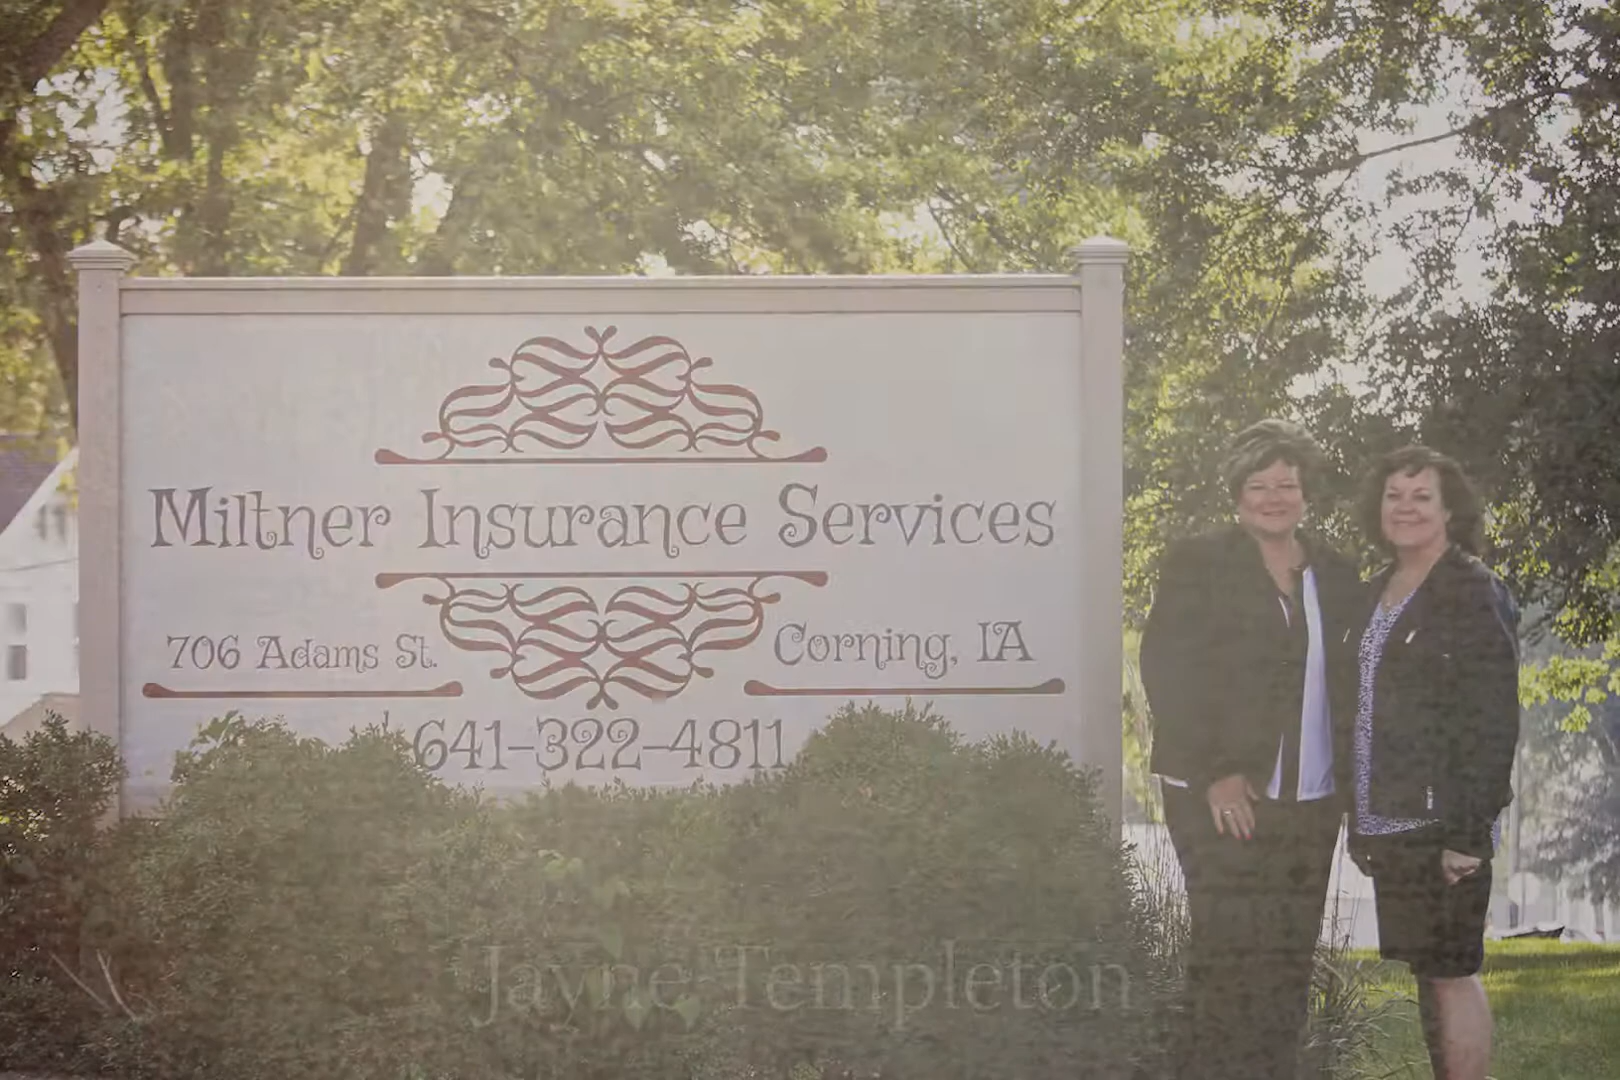 Miltner Insurance Services
706 Adams St.
Corning, IA
641-322-4811
Jayne Templeton